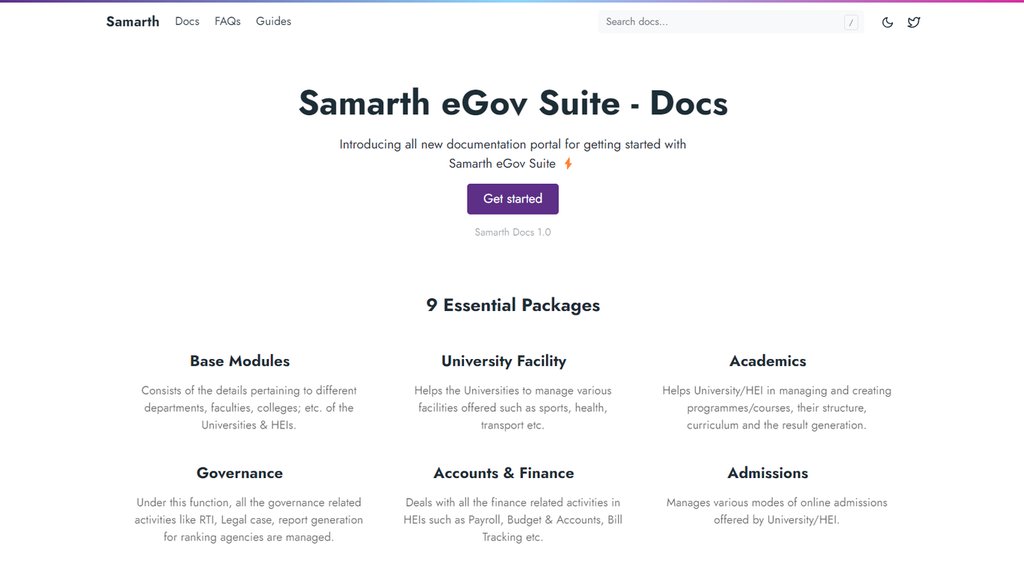 Samarth Docs FAQs Guides Search docs... /
Samarth eGov Suite - Docs
Introducing all new documentation portal for getting started with
Samarth eGov Suite
Get started
Samarth Docs 1.0
9 Essential Packages
Base Modules
Consists of the details pertaining to different
departments, faculties, colleges; etc. of the
Universities & HEIs.
University Facility
Helps the Universities to manage various
facilities offered such as sports, health,
transport etc.
Academics
Helps University/HEI in managing and creating
programmes/courses, their structure,
curriculum and the result generation.
Governance
Under this function, all the governance related
activities like RTI, Legal case, report generation
for ranking agencies are managed.
Accounts & Finance
Deals with all the finance related activities in
HEIs such as Payroll, Budget & Accounts, Bill
Tracking etc.
Admissions
Manages various modes of online admissions
offered by University/HEI.